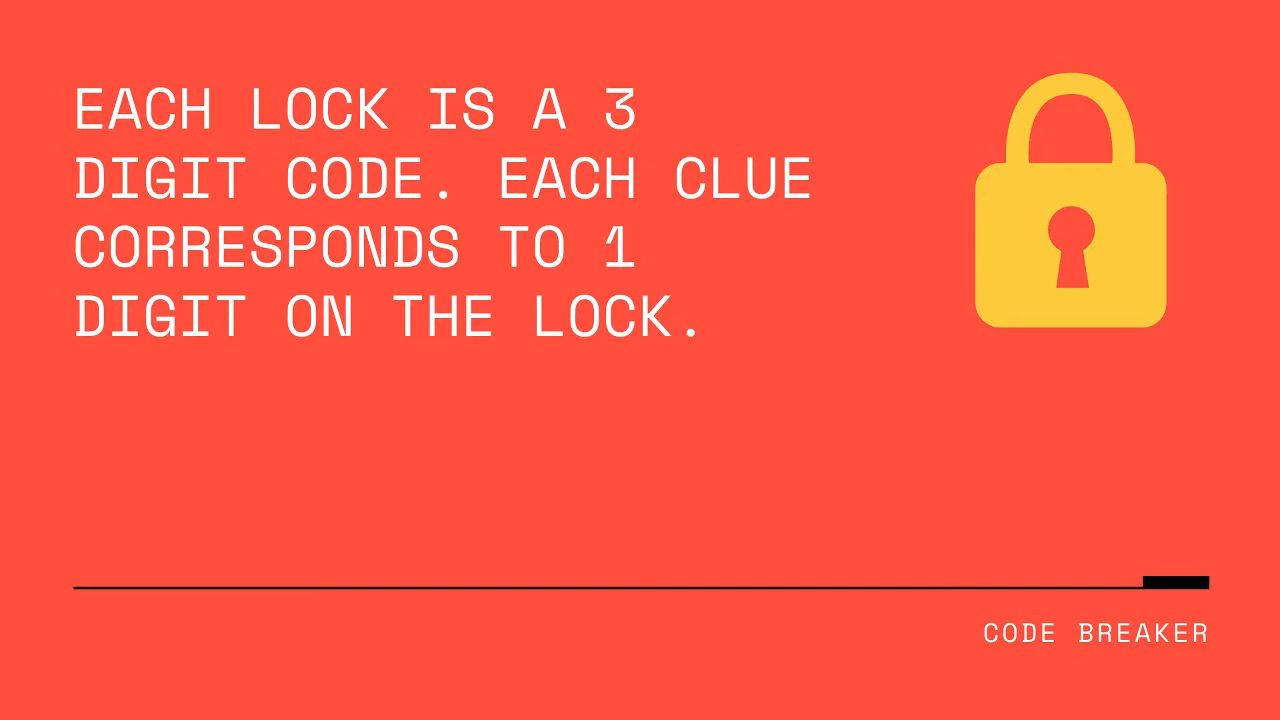 EACH LOCK IS A 3
DIGIT CODE. EACH CLUE
CORRESPONDS TO 1
DIGIT ON THE LOCK.
CODE BREAKER